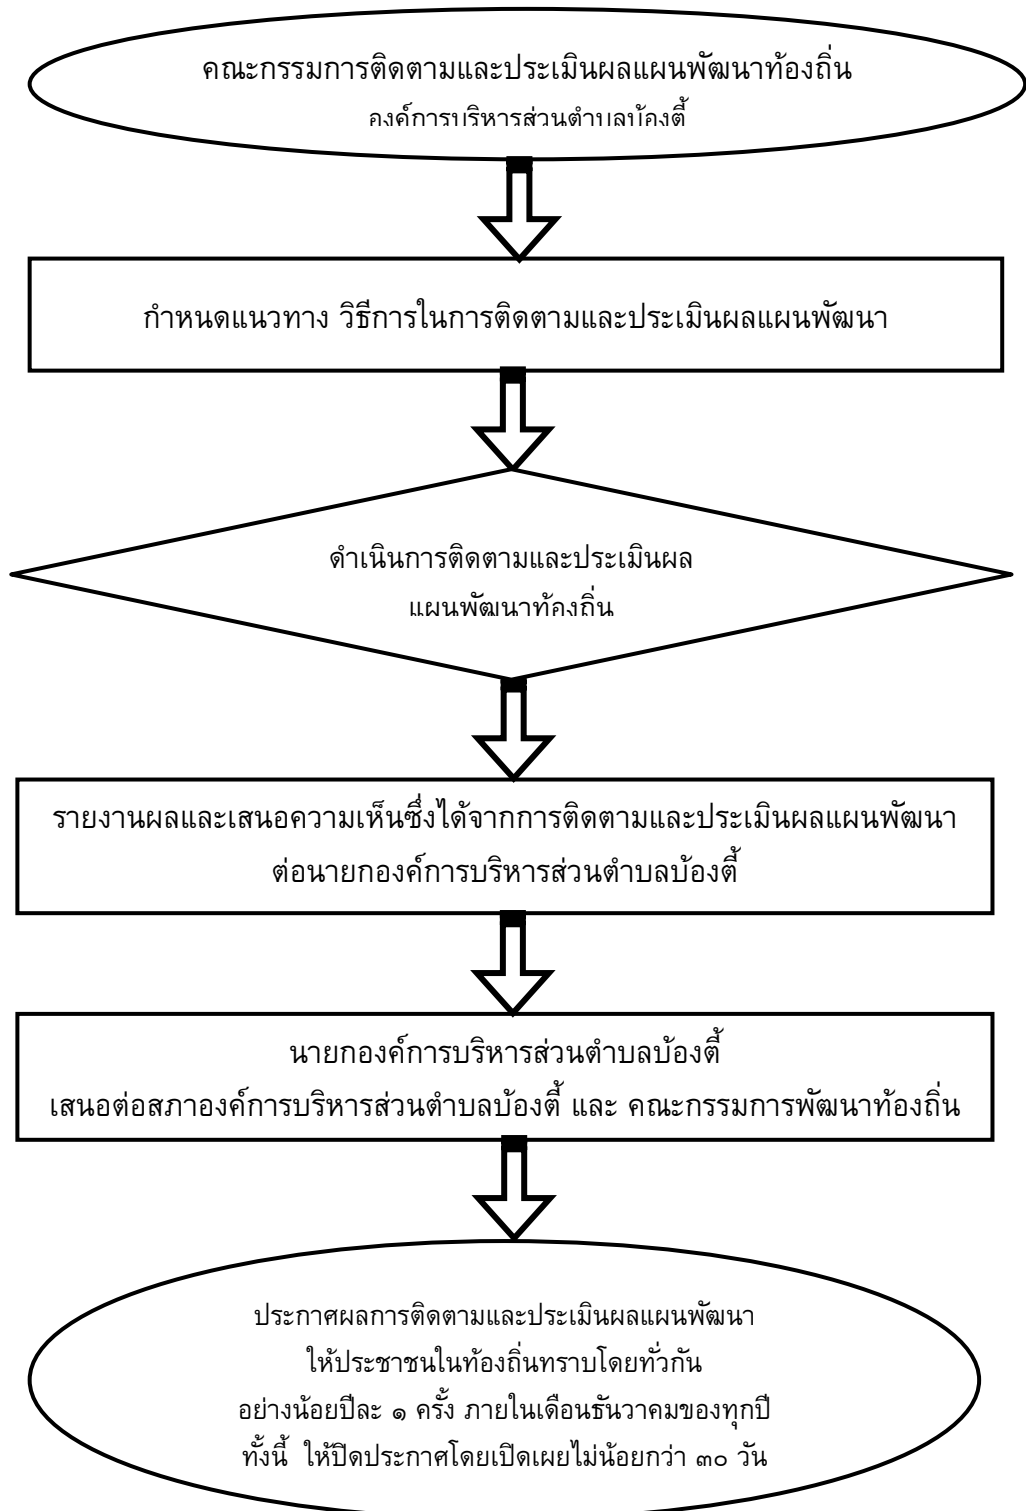 คณะกรรมการติดตามและประเมินผลแผนพัฒนาท้องถิ่น
องค์การบริหารส่วนตำบลบ้องตี้
กำหนดแนวทาง วิธีการในการติดตามและประเมินผลแผนพัฒนา
ดำเนินการติดตามและประเมินผล
แผนพัฒนาท้องถิ่น
รายงานผลและเสนอความเห็นซึ่งได้จากการติดตามและประเมินผลแผนพัฒนา
ต่อนายกองค์การบริหารส่วนตำบลบ้องตี้
นายกองค์การบริหารส่วนตำบลบ้องตี้
เสนอต่อสภาองค์การบริหารส่วนตำบลบ้องตี้ และ คณะกรรมการพัฒนาท้องถิ่น
ประกาศผลการติดตามและประเมินผลแผนพัฒนา
ให้ประชาชนในท้องถิ่นทราบโดยทั่วกัน
อย่างน้อยปีละ ๑ ครั้ง ภายในเดือนธันวาคมของทุกปี
ทั้งนี้ ให้ปิดประกาศโดยเปิดเผยไม่น้อยกว่า ๓๐ วัน